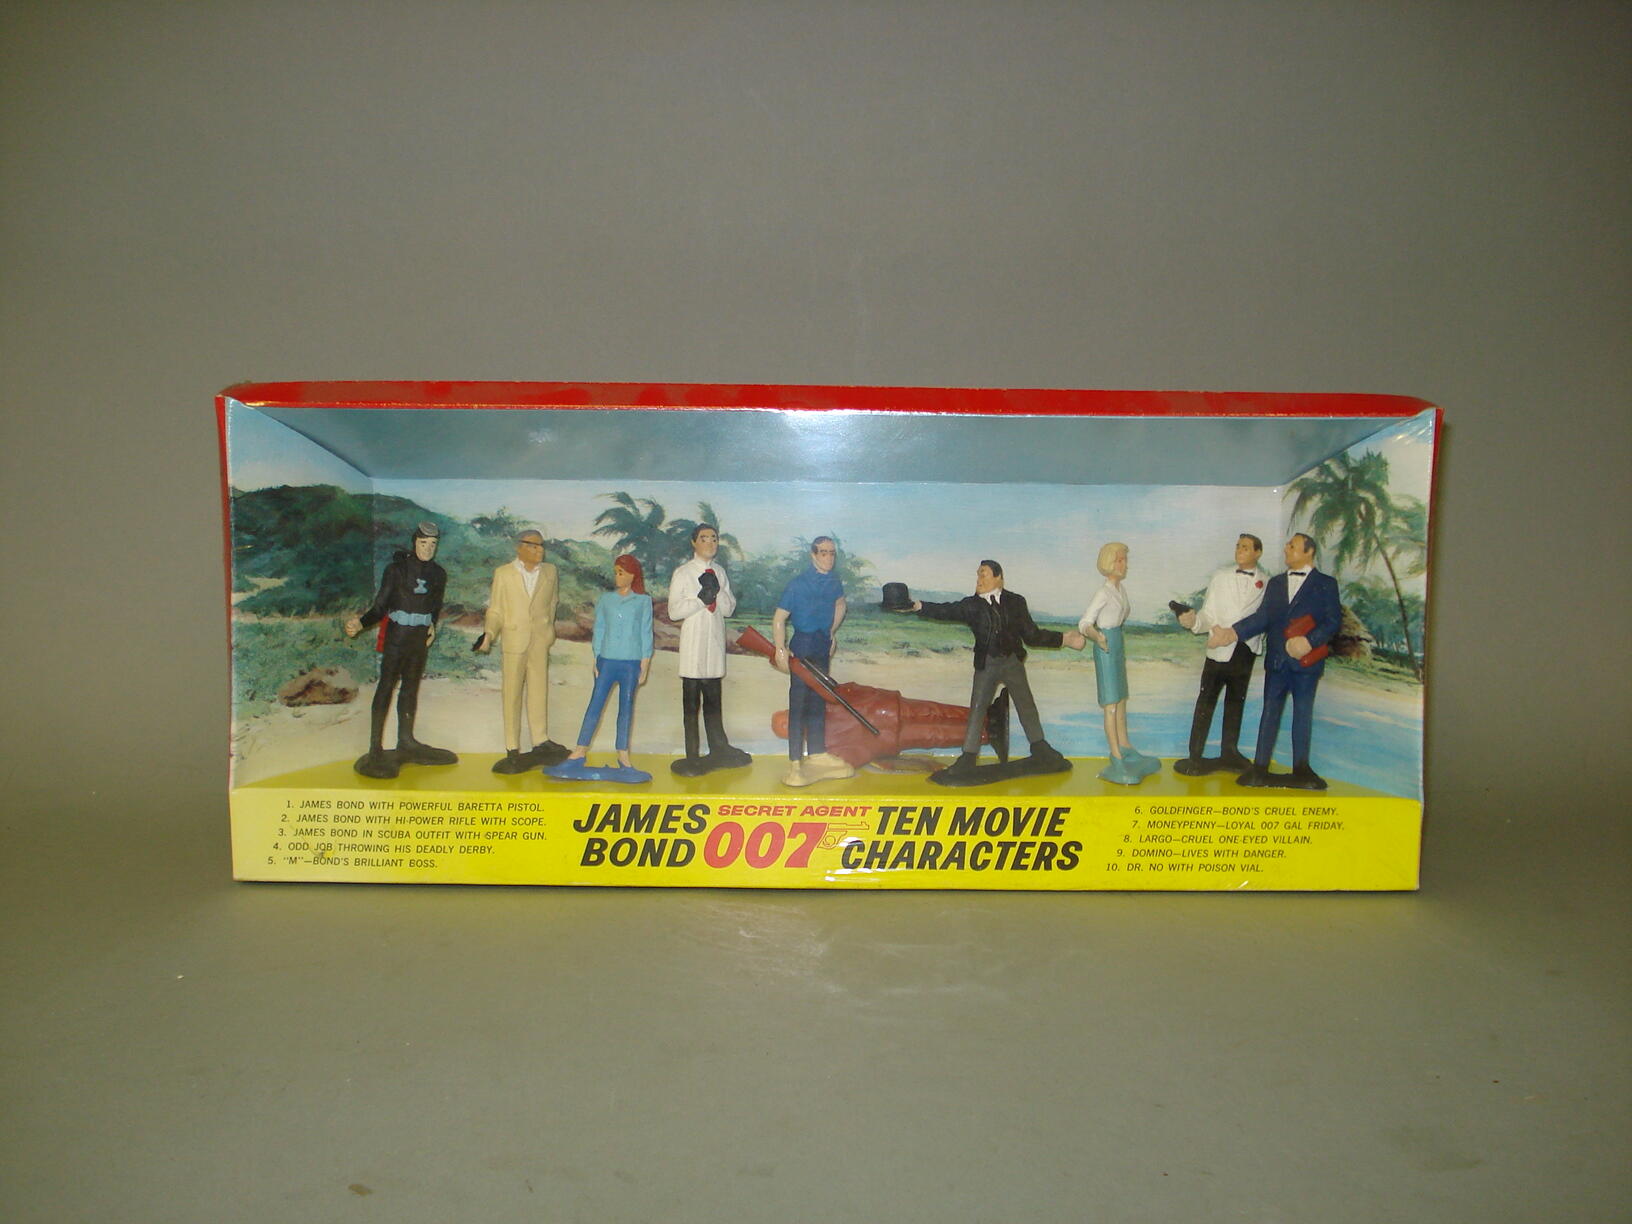 1. JAMES BOND WITH POWERFUL BARETTA PISTOL.
2. JAMES BOND WITH HI-POWER RIFLE WITH SCOPE.
3. JAMES BOND IN SCUBA OUTFIT WITH SPEAR GUN.
4. ODD JOB THROWING HIS DEADLY DERBY.
5. "M"—BOND'S BRILLIANT BOSS.
JAMES BOND
SECRET AGENT
007
TEN MOVIE
CHARACTERS
6. GOLDFINGER—BOND'S CRUEL ENEMY.
7. MONEYPENNY—LOYAL 007 GAL FRIDAY.
8. LARGO—CRUEL ONE-EYED VILLAIN.
9. DOMINO—LIVES WITH DANGER.
10. DR. NO WITH POISON VIAL.